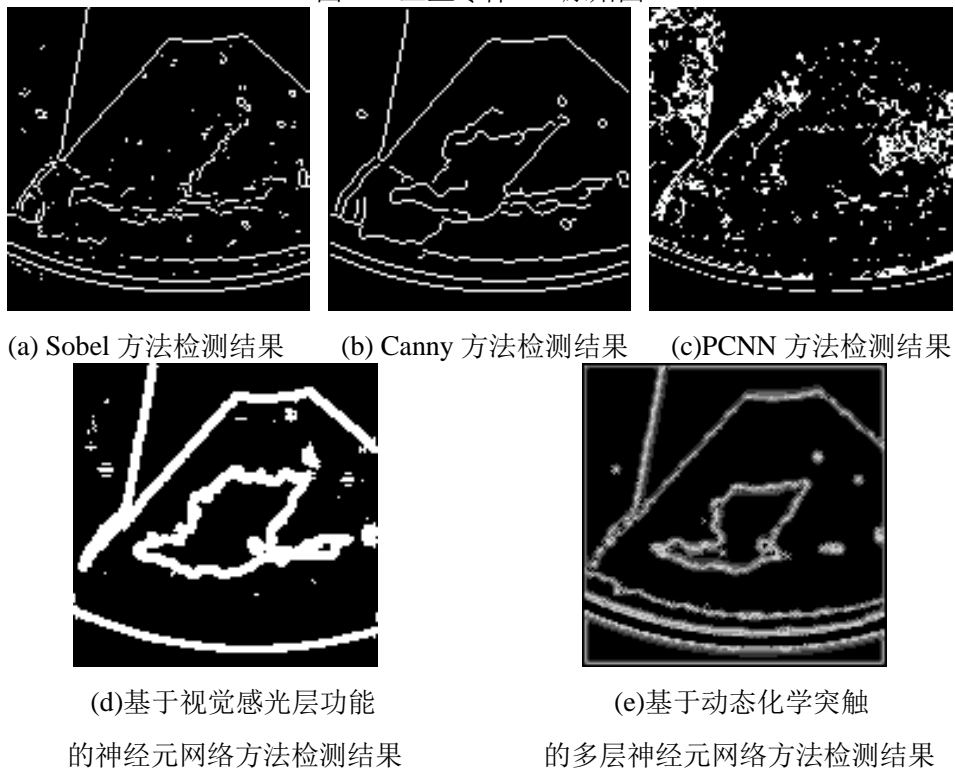 (a) Sobel 方法检测结果
(b) Canny 方法检测结果
(c)PCNN 方法检测结果
(d)基于视觉感光层功能
的神经元网络方法检测结果
(e)基于动态化学突触
的多层神经元网络方法检测结果